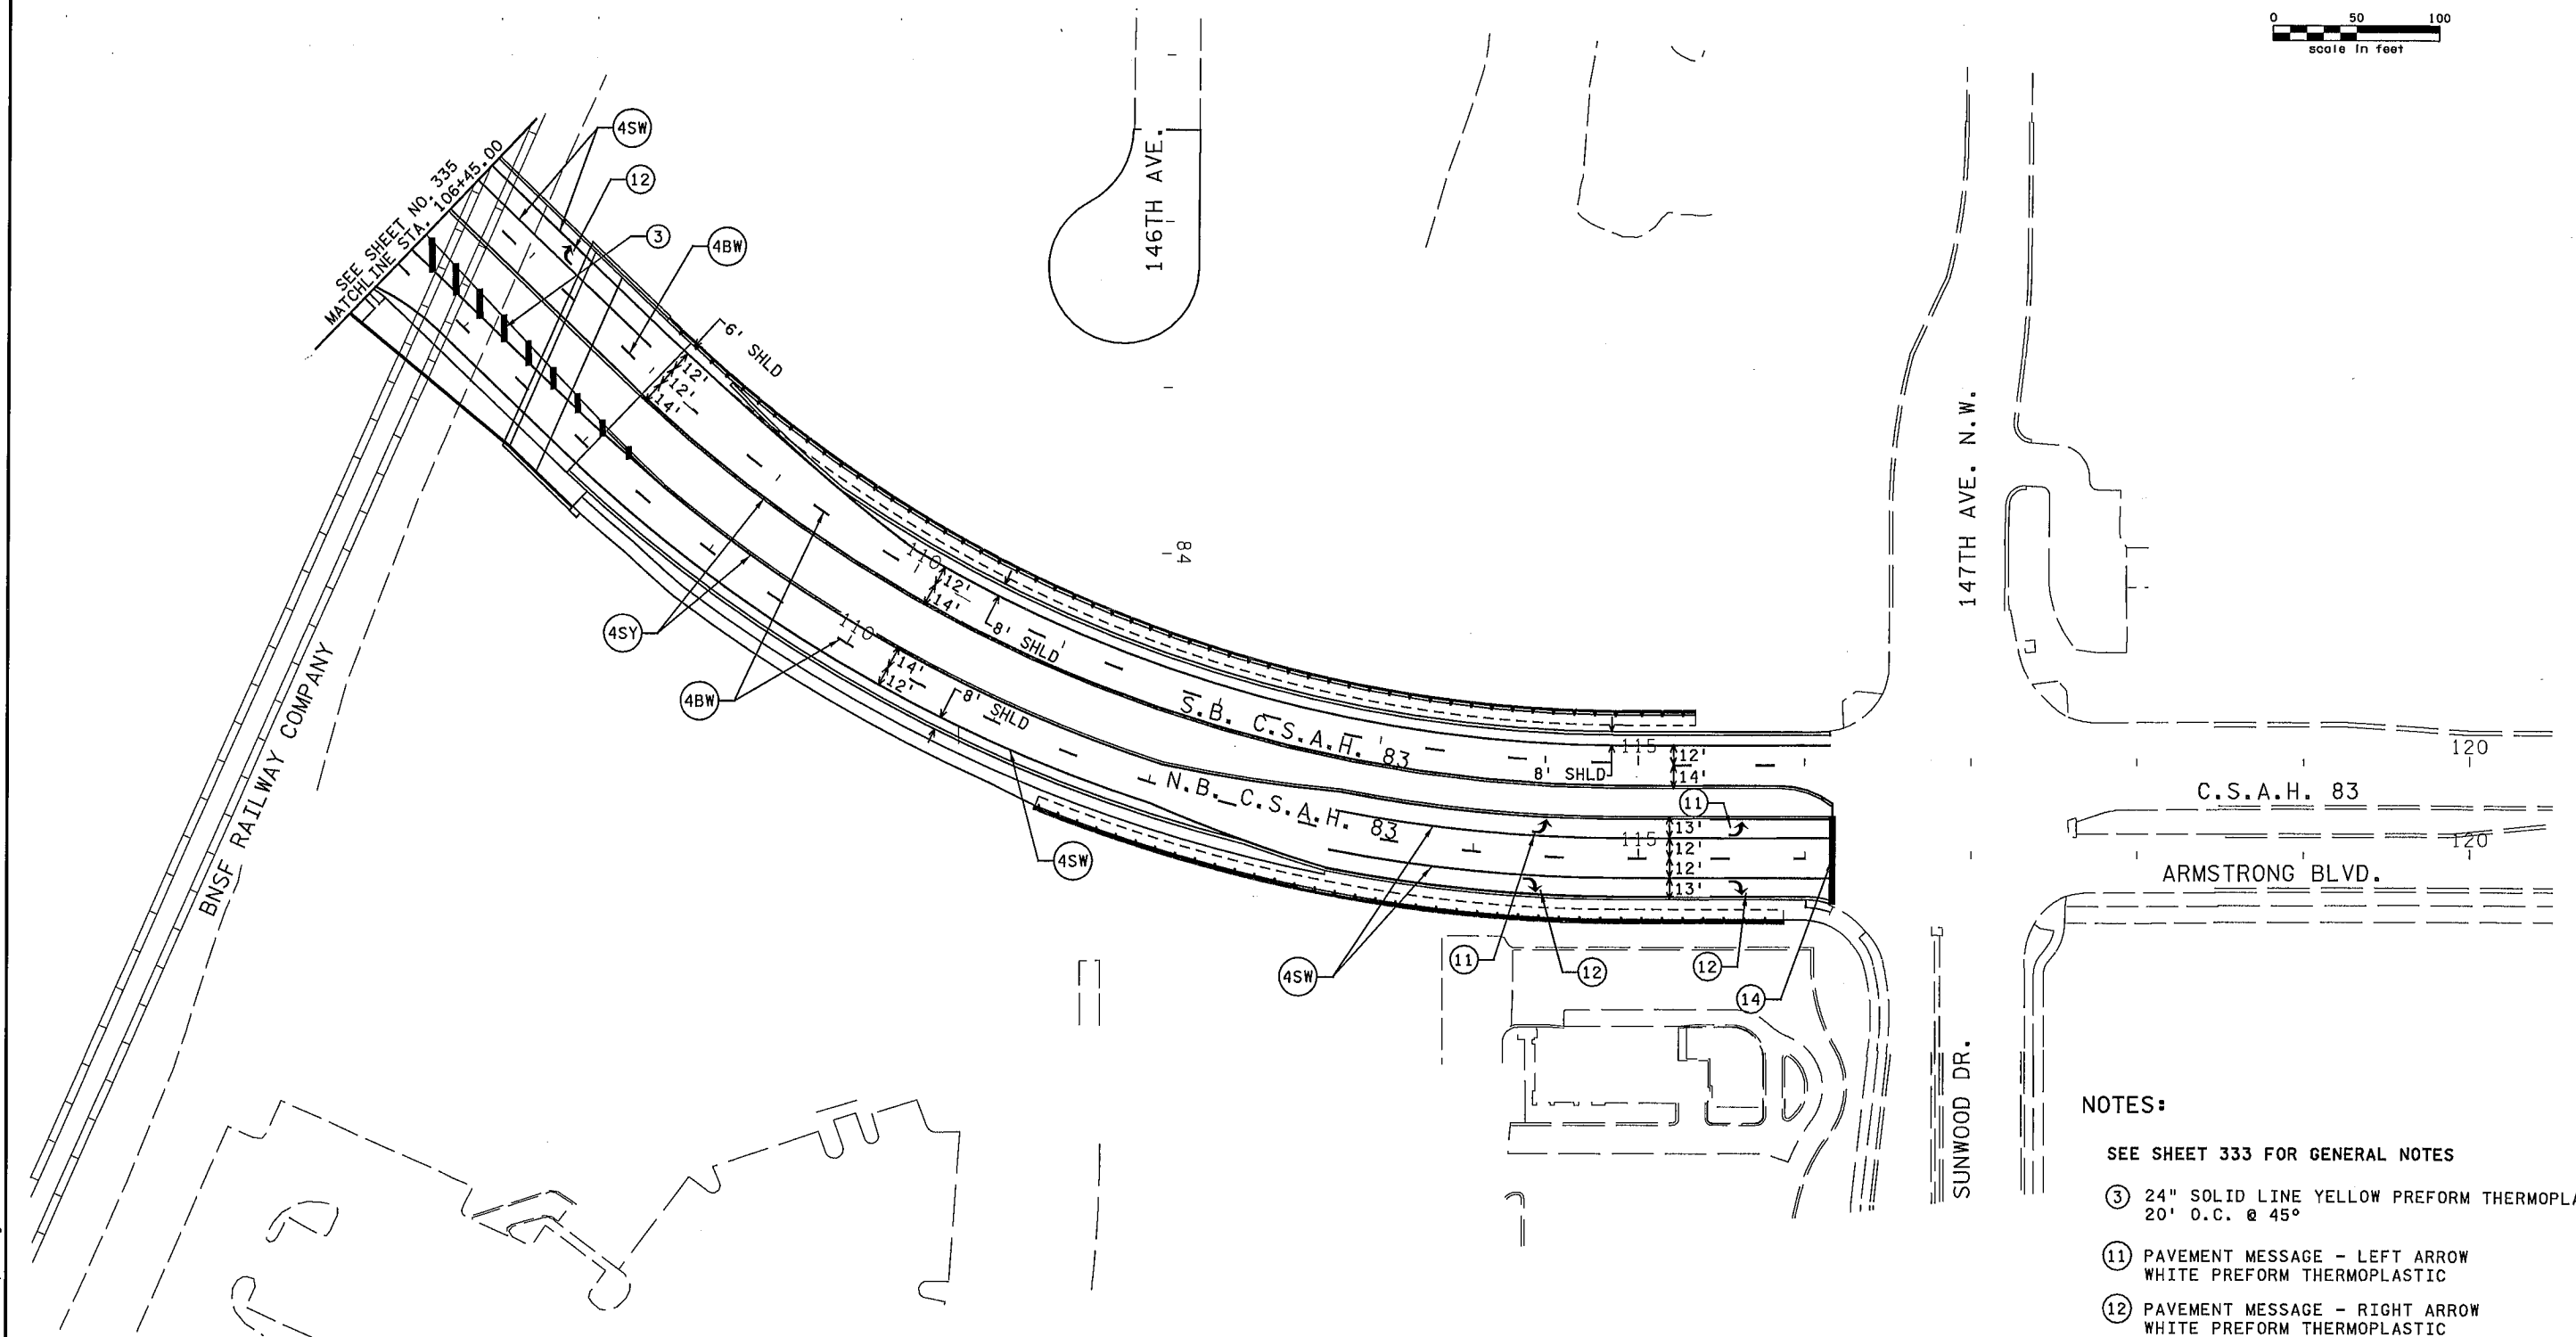 0 50 100
scale in feet
SEE SHEET NO. 335
MATCHLINE STA. 106+45.00
4SW
12
3
4BW
6' SHLD
12'
12'
14'
146TH AVE.
84
147TH AVE. N.W.
BNSF RAILWAY COMPANY
4SY
4BW
110
12'
14'
8' SHLD
110
14'
12'
8' SHLD
S.B. C.S.A.H. 83
N.B. C.S.A.H. 83
4SW
115
8' SHLD
12'
14'
11
13'
115
12'
12'
13'
4SW
11
12
12
14
120
C.S.A.H. 83
120
ARMSTRONG BLVD.
SUNWOOD DR.
NOTES:
SEE SHEET 333 FOR GENERAL NOTES
3 24" SOLID LINE YELLOW PREFORM
20' O.C. @ 45°
11 PAVEMENT MESSAGE - LEFT ARROW
WHITE PREFORM THERMOPLASTIC
12 PAVEMENT MESSAGE - RIGHT ARROW
WHITE PREFORM THERMOPLASTIC